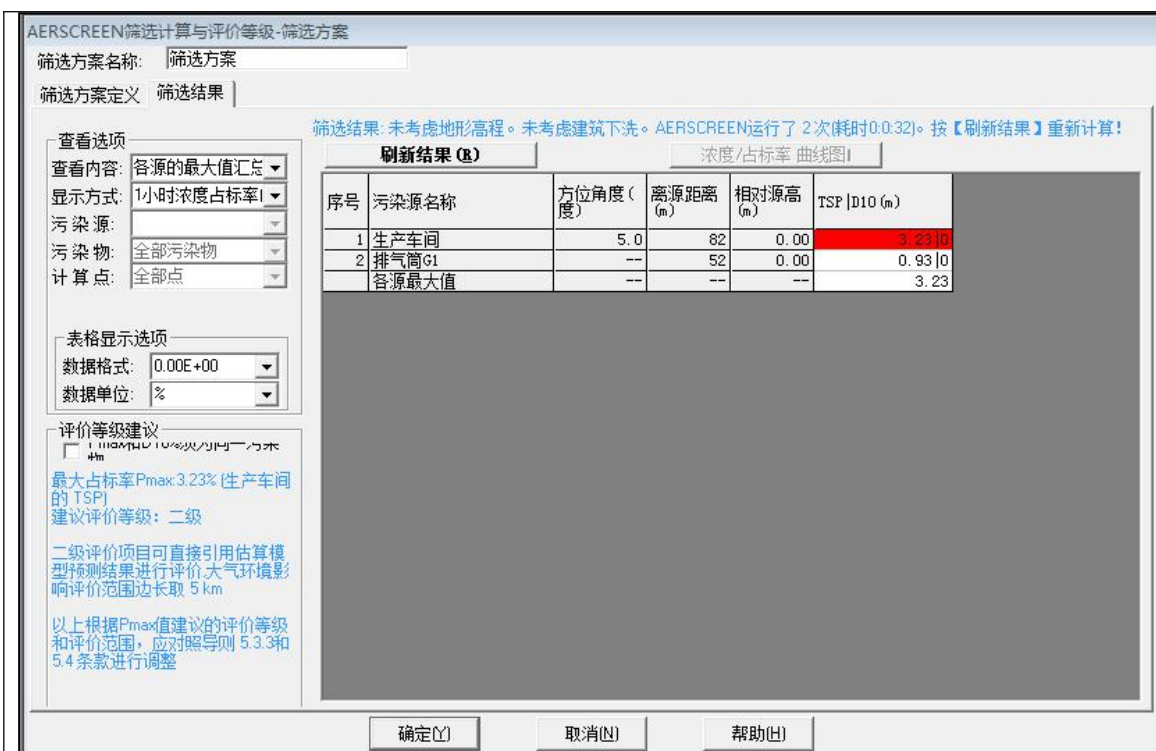 AERSCREEN筛选计算与评价等级-筛选方案
筛选方案名称: 筛选方案
筛选方案定义 筛选结果
筛选结果: 未考虑地形高程。未考虑建筑下洗。AERSCREEN运行了 2 次(耗时0:0:32)。按【刷新结果】重新计算!
查看选项
查看内容: 各源的最大值汇总
显示方式: 1小时浓度占标率
污 染 源:
污 染 物: 全部污染物
计 算 点: 全部点
刷新结果(R) 浓度/占标率 曲线图
序号 污染源名称 方位角度(度) 离源距离(m) 相对源高(m) TSP|D10(m)
1 生产车间 5.0 82 0.00 3.23|0
2 排气筒G1 -- 52 0.00 0.93|0
各源最大值 -- -- -- 3.23
表格显示选项
数据格式: 0.00E+00
数据单位: %
评价等级建议
最大占标率Pmax:3.23% (生产车间
的 TSP)
建议评价等级: 二级
二级评价项目可直接引用估算模
型预测结果进行评价,大气环境影
响评价范围边长取 5 km
以上根据Pmax值建议的评价等级
和评价范围, 应对照导则 5.3.3和
5.4 条款进行调整
确定(Y) 取消(N) 帮助(H)